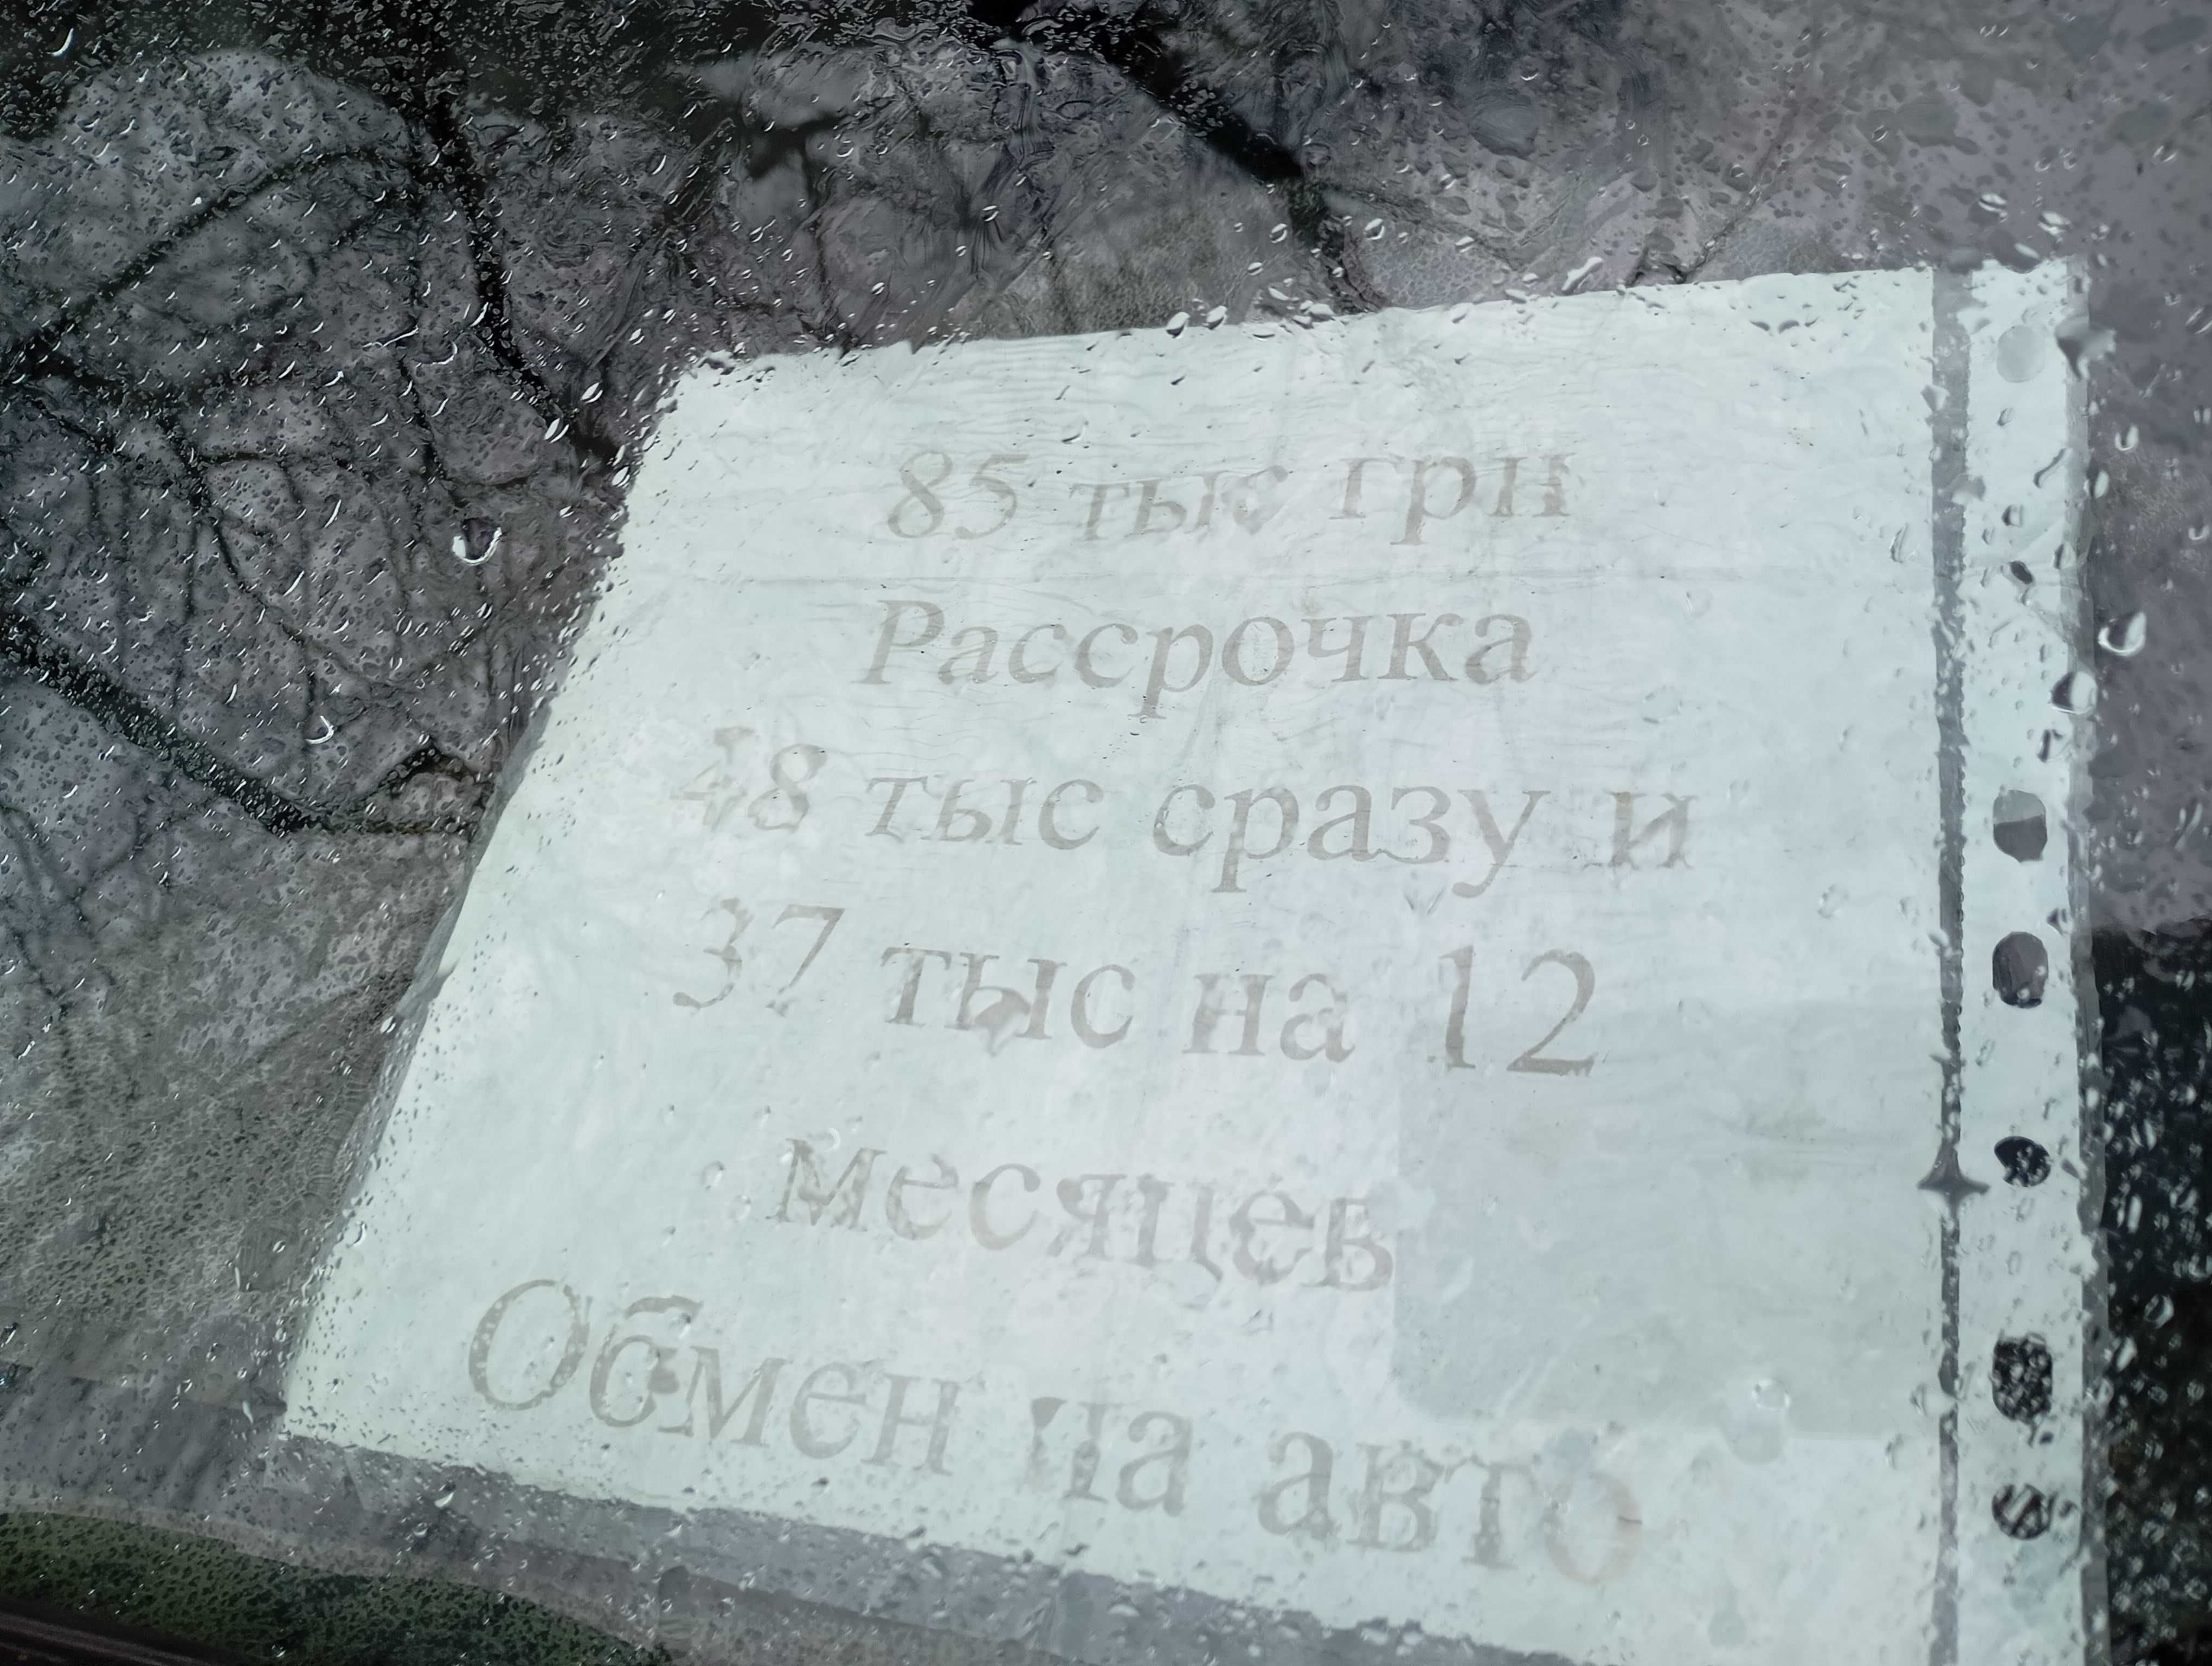 85 тыс грн
Рассрочка
48 тыс сразу и
37 тыс на 12
месяцев
Обмен на авто